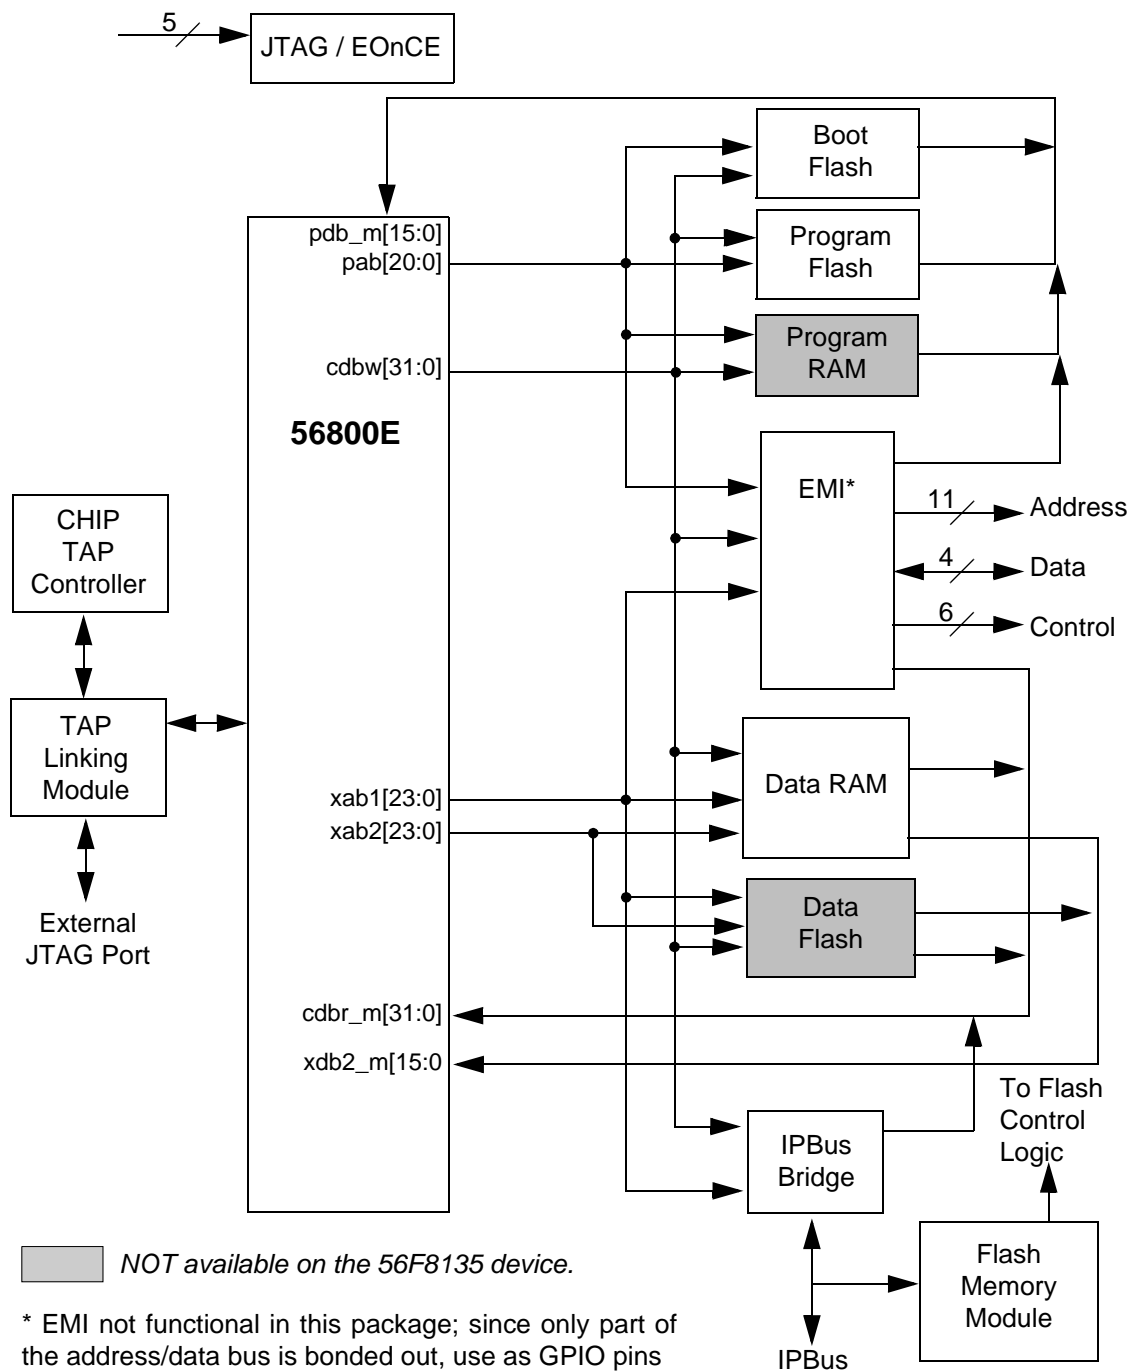 5
JTAG / EOnCE
Boot
Flash
pdb_m[15:0]
pab[20:0]
Program
Flash
cdbw[31:0]
Program
RAM
56800E
EMI*
11
Address
4
Data
6
Control
CHIP
TAP
Controller
TAP
Linking
Module
External
JTAG Port
xab1[23:0]
xab2[23:0]
Data RAM
Data
Flash
cdbr_m[31:0]
xdb2_m[15:0
To Flash
Control
Logic
IPBus
Bridge
Flash
Memory
Module
IPBus
NOT available on the 56F8135 device.
* EMI not functional in this package; since only part of
the address/data bus is bonded out, use as GPIO pins